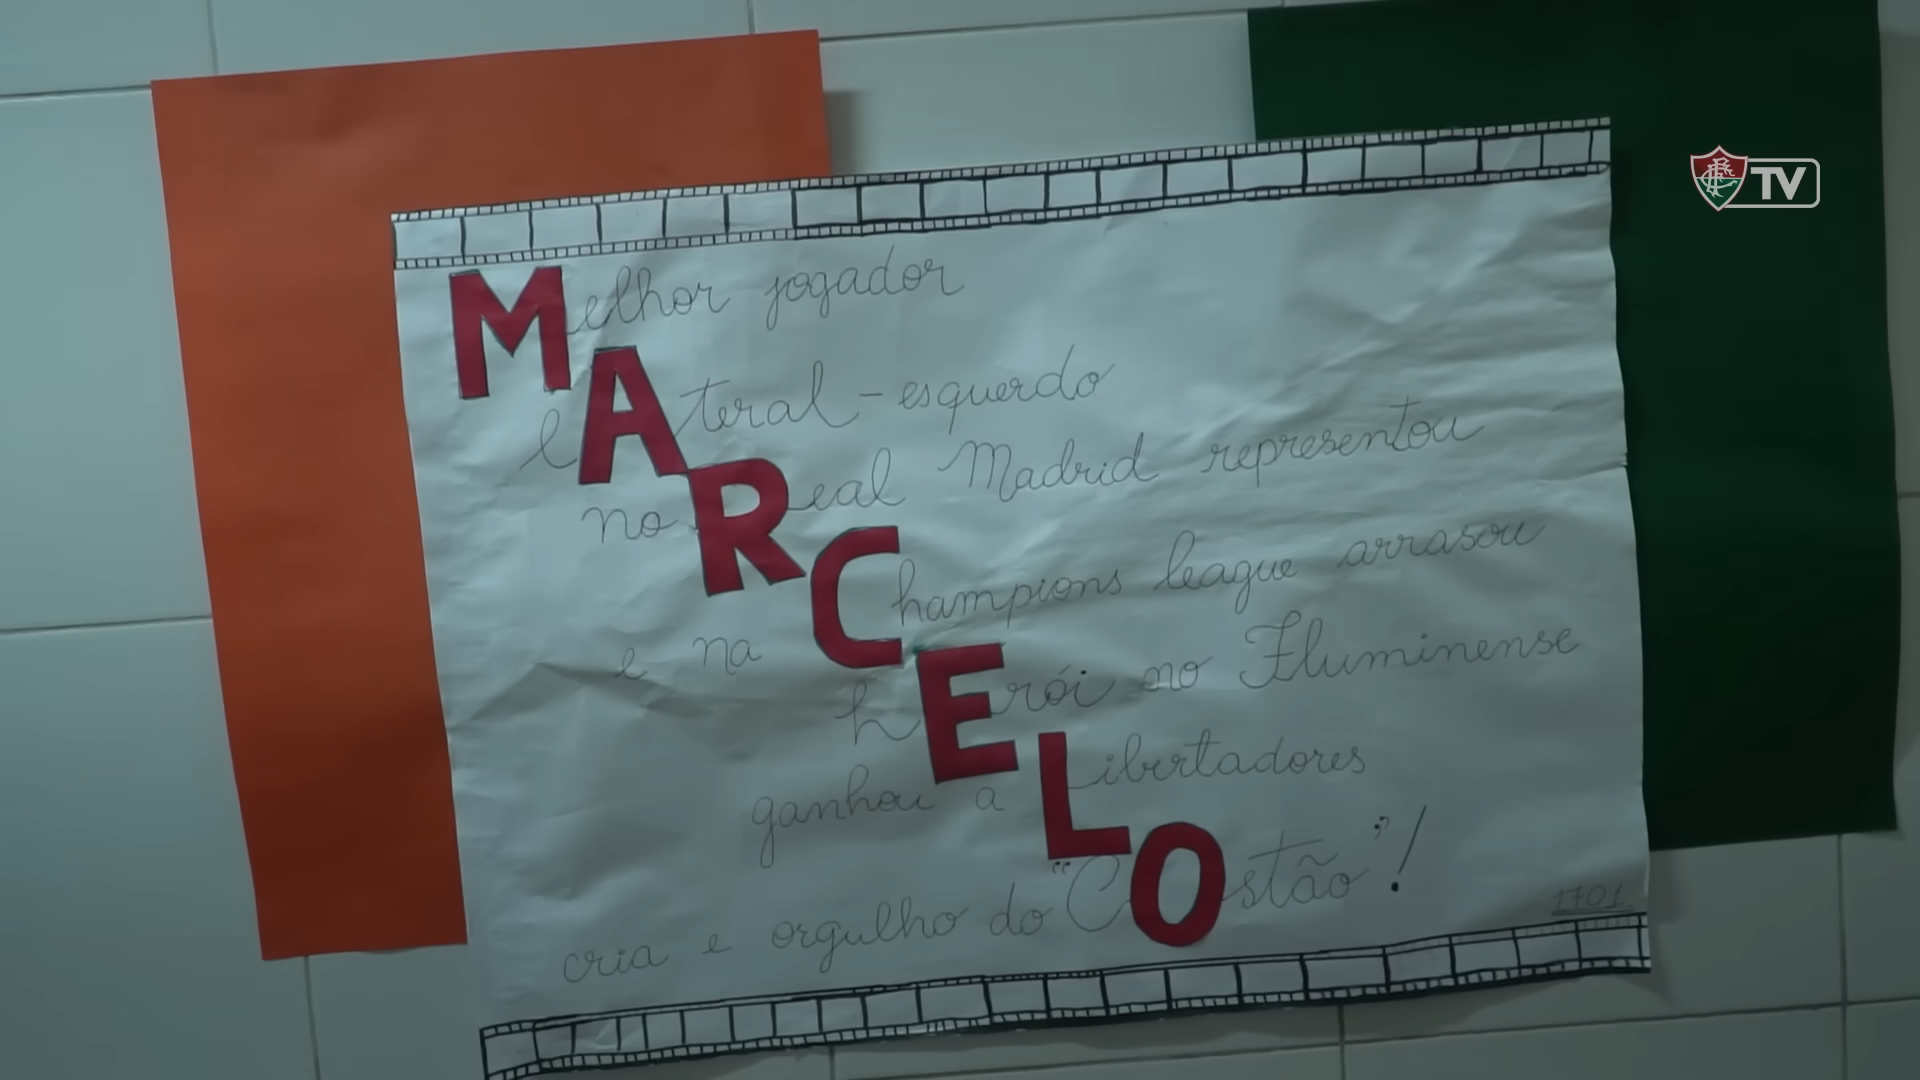 TV
Melhor jogador
lAteral-esquerdo
no Real Madrid representou
e na Champions league arrasou
hErói no Fluminense
ganhou a Libertadores
cria e orgulho do "COstão"!
1701